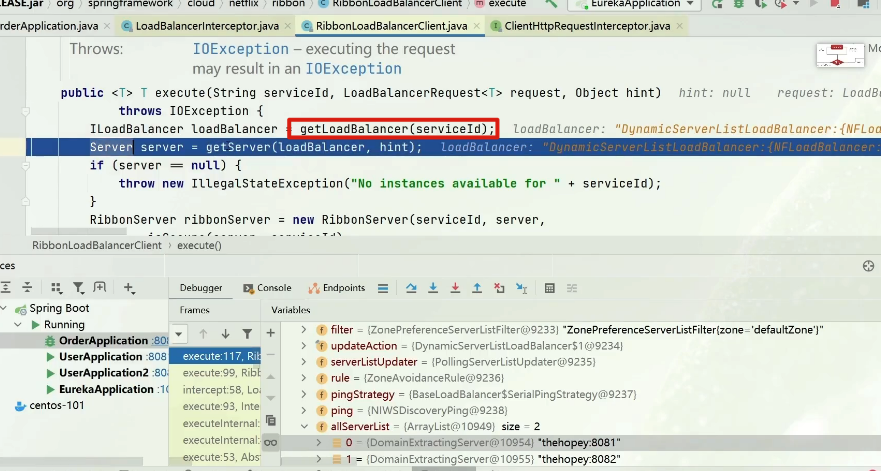 EASE.jar org springframework cloud netflix ribbon RibbonLoadBalancerClient execute EurekaApplication
rderApplication.java LoadBalancerInterceptor.java RibbonLoadBalancerClient.java ClientHttpRequestInterceptor.java
Throws: IOException – executing the request
may result in an IOException
public <T> T execute(String serviceId, LoadBalancerRequest<T> request, Object hint) hint: null request: LoadBa
throws IOException {
ILoadBalancer loadBalancer = getLoadBalancer(serviceId); loadBalancer: "DynamicServerListLoadBalancer:{NFLoa
Server server = getServer(loadBalancer, hint); loadBalancer: "DynamicServerListLoadBalancer:{NFLoadBalancer:
if (server == null) {
throw new IllegalStateException("No instances available for " + serviceId);
}
RibbonServer ribbonServer = new RibbonServer(serviceId, server,
RibbonLoadBalancerClient › execute()
ces
Debugger Console Endpoints
Frames Variables
Spring Boot
Running
OrderApplication :808
UserApplication :808
UserApplication2 :808
EurekaApplication :10
centos-101
execute:117, Rib
execute:99, Ribb
intercept:58, Loa
execute:93, Inte
executeInternal:
executeInternal:
execute:53, Abs
filter = {ZonePreferenceServerListFilter@9233} "ZonePreferenceServerListFilter{zone='defaultZone'}"
updateAction = {DynamicServerListLoadBalancer$1@9234}
serverListUpdater = {PollingServerListUpdater@9235}
rule = {ZoneAvoidanceRule@9236}
pingStrategy = {BaseLoadBalancer$SerialPingStrategy@9237}
ping = {NIWSDiscoveryPing@9238}
allServerList = {ArrayList@10949} size = 2
0 = {DomainExtractingServer@10954} "thehopey:8081"
1 = {DomainExtractingServer@10955} "thehopey:8082"